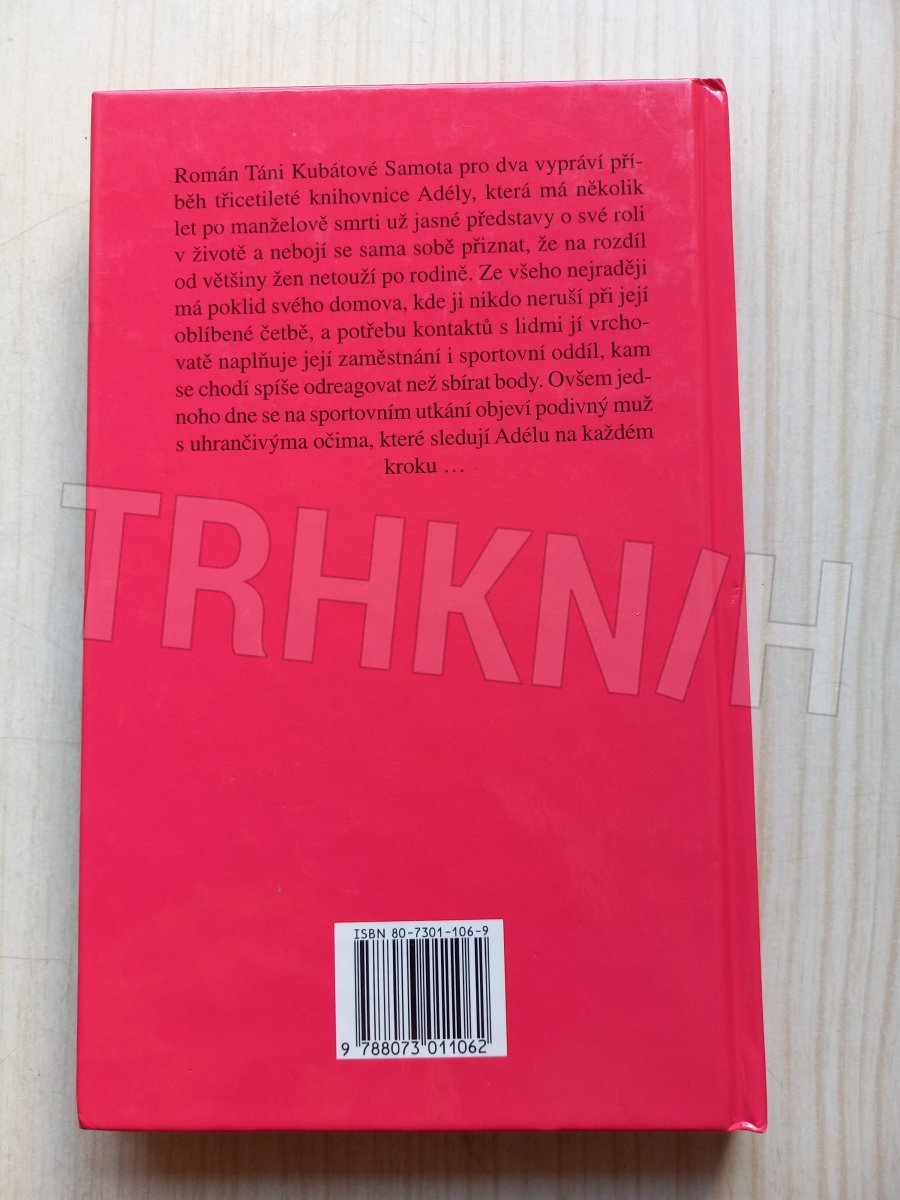 Román Táni Kubátové Samota pro dva vypráví pří-
běh třicetileté knihovnice Adély, která má několik
let po manželově smrti už jasné představy o své roli
v životě a nebojí se sama sobě přiznat, že na rozdíl
od většiny žen netouží po rodině. Ze všeho nejraději
má poklid svého domova, kde ji nikdo neruší při její
oblíbené četbě, a potřebu kontaktů s lidmi jí vrcho-
vatě naplňuje její zaměstnání i sportovní oddíl, kam
se chodí spíše odreagovat než sbírat body. Ovšem jed-
noho dne se na sportovním utkání objeví podivný muž
s uhrančivýma očima, které sledují Adélu na každém
kroku ...
TRHKNIH
ISBN 80-7301-106-9
9 788073 011062